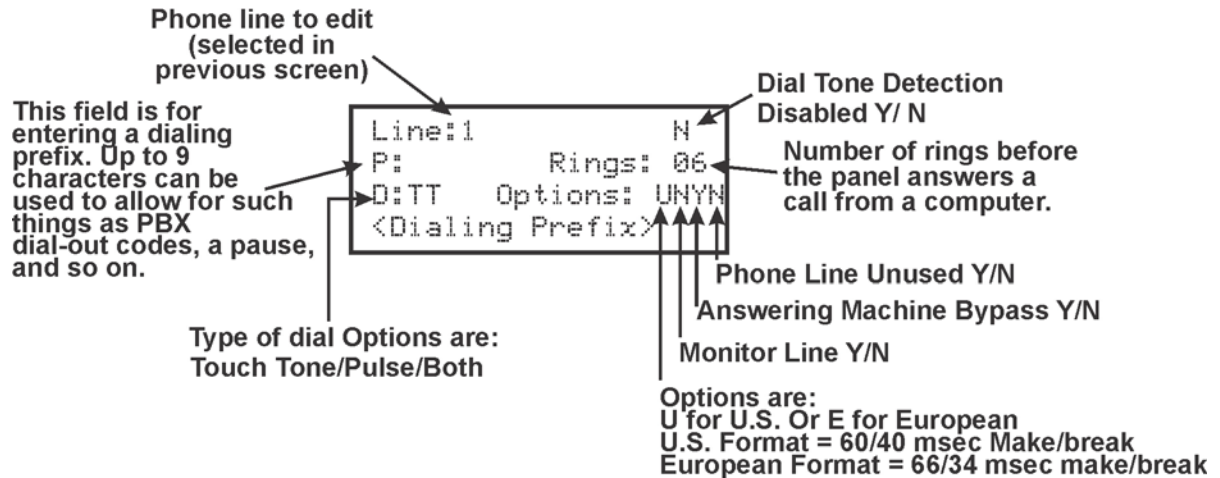 Phone line to edit
(selected in
previous screen)
This field is for
entering a dialing
prefix. Up to 9
characters can be
used to allow for such
things as PBX
dial-out codes, a pause,
and so on.
Line:1 N
P: Rings: 06
D:TT Options: UNYN
<Dialing Prefix>
Dial Tone Detection
Disabled Y/ N
Number of rings before
the panel answers a
call from a computer.
Phone Line Unused Y/N
Answering Machine Bypass Y/N
Monitor Line Y/N
Type of dial Options are:
Touch Tone/Pulse/Both
Options are:
U for U.S. Or E for European
U.S. Format = 60/40 msec Make/break
European Format = 66/34 msec make/break